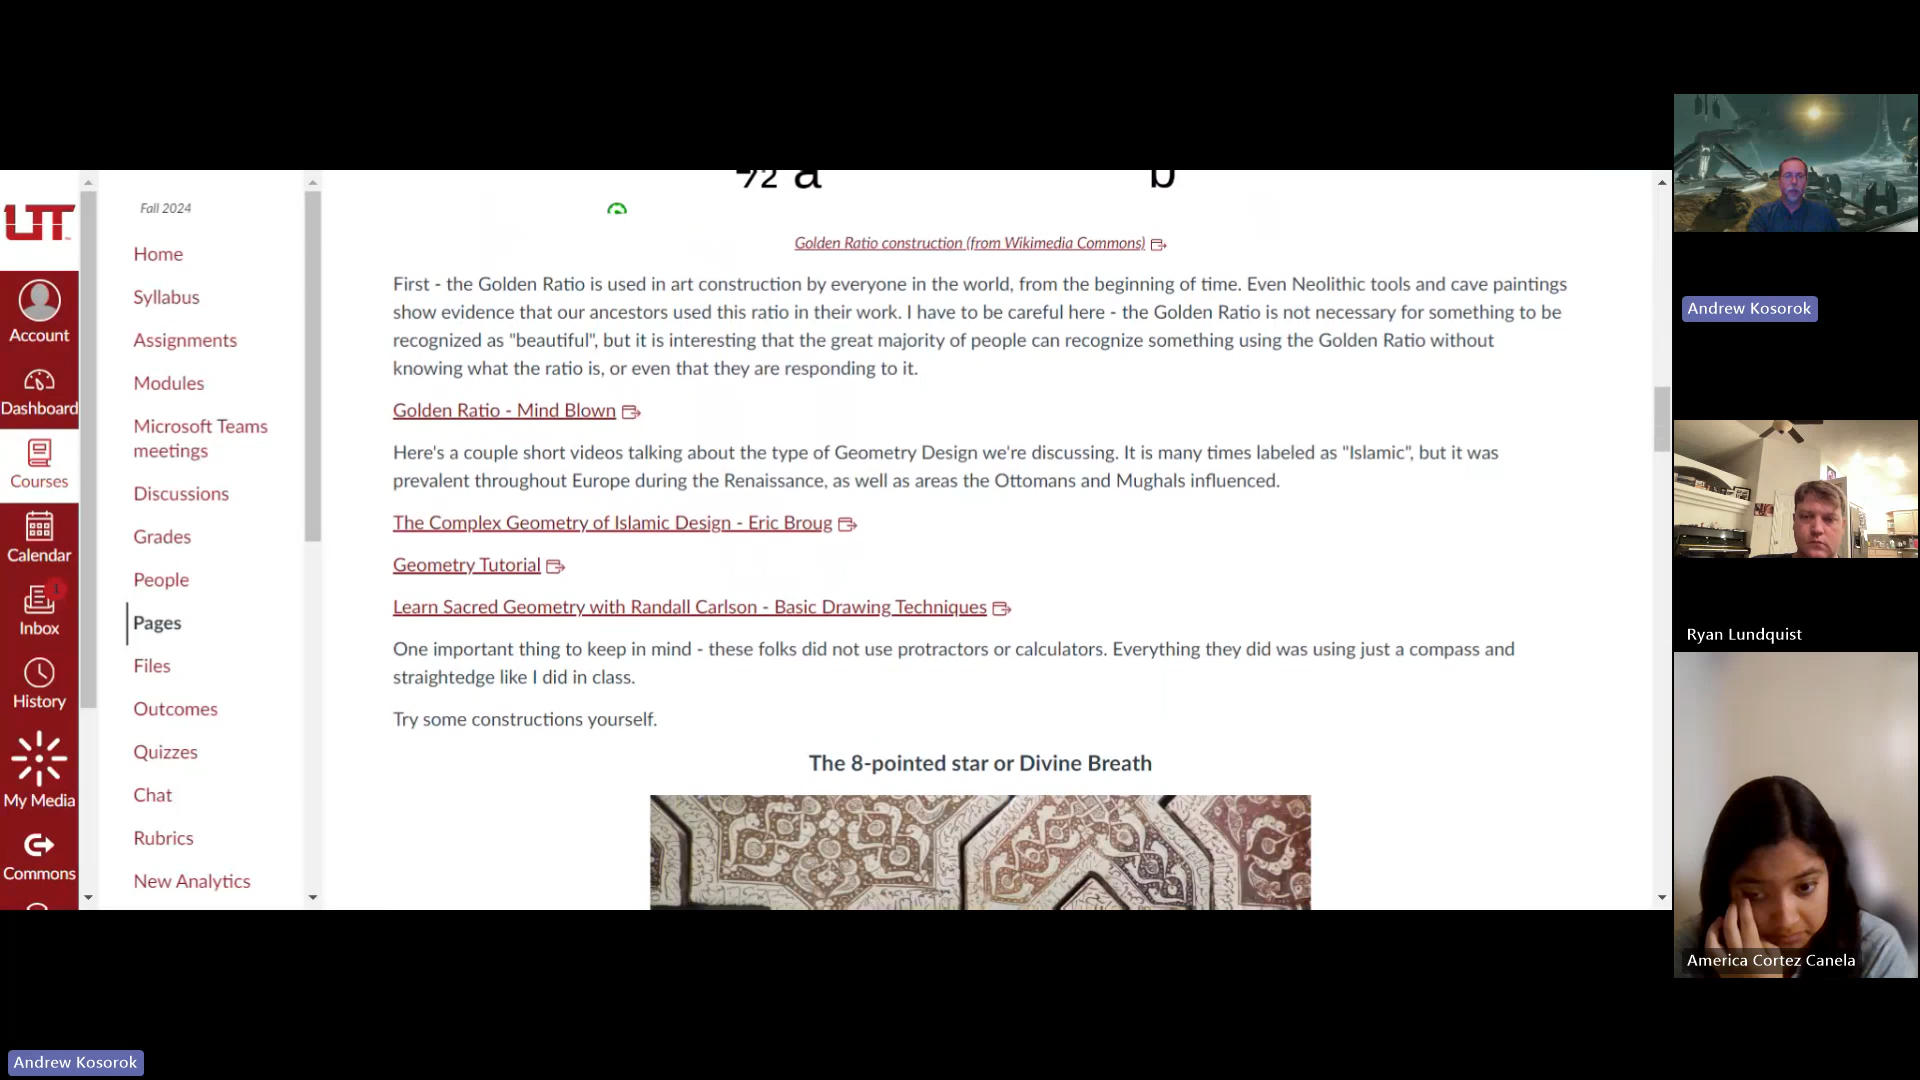 ½ a b
Fall 2024
Golden Ratio construction (from Wikimedia Commons)
UTT
Home
Syllabus
Assignments
Modules
Microsoft Teams
meetings
Discussions
Grades
People
Pages
Files
Outcomes
Quizzes
Chat
Rubrics
New Analytics
Account
Dashboard
Courses
Calendar
1
Inbox
History
My Media
Commons
First - the Golden Ratio is used in art construction by everyone in the world, from the beginning of time. Even Neolithic tools and cave paintings
show evidence that our ancestors used this ratio in their work. I have to be careful here - the Golden Ratio is not necessary for something to be
recognized as "beautiful", but it is interesting that the great majority of people can recognize something using the Golden Ratio without
knowing what the ratio is, or even that they are responding to it.
Golden Ratio - Mind Blown
Here's a couple short videos talking about the type of Geometry Design we're discussing. It is many times labeled as "Islamic", but it was
prevalent throughout Europe during the Renaissance, as well as areas the Ottomans and Mughals influenced.
The Complex Geometry of Islamic Design - Eric Broug
Geometry Tutorial
Learn Sacred Geometry with Randall Carlson - Basic Drawing Techniques
One important thing to keep in mind - these folks did not use protractors or calculators. Everything they did was using just a compass and
straightedge like I did in class.
Try some constructions yourself.
The 8-pointed star or Divine Breath
Andrew Kosorok
Ryan Lundquist
America Cortez Canela
Andrew Kosorok